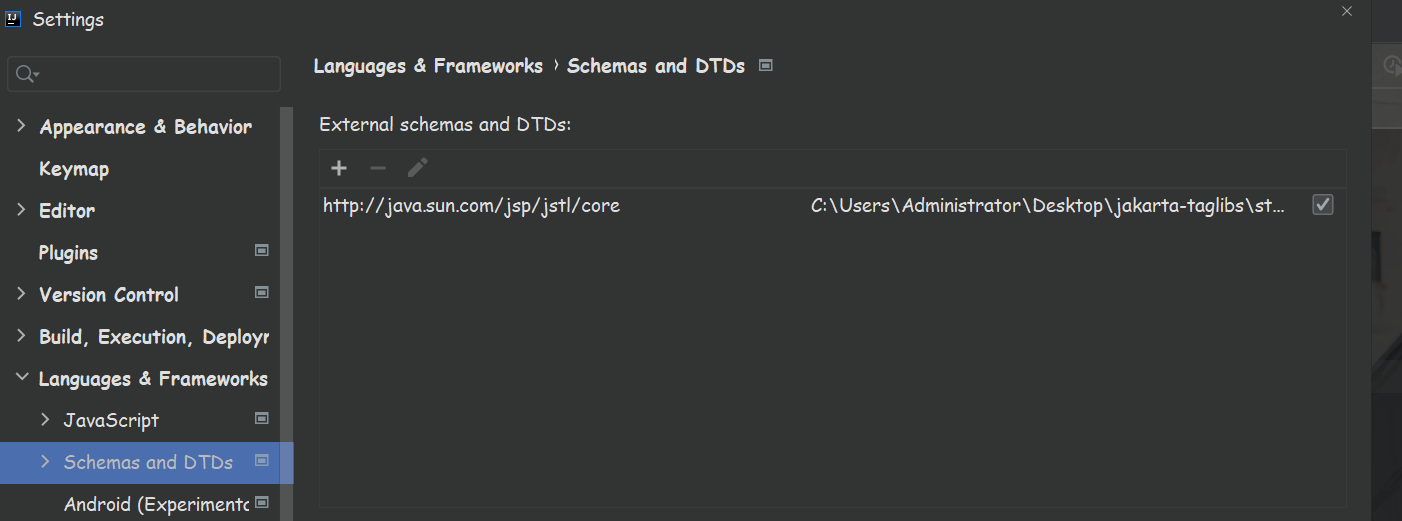 Settings
Languages & Frameworks › Schemas and DTDs
Appearance & Behavior
Keymap
Editor
Plugins
Version Control
Build, Execution, Deployr
Languages & Frameworks
JavaScript
Schemas and DTDs
Android (Experimenta
External schemas and DTDs:
http://java.sun.com/jsp/jstl/core C:\Users\Administrator\Desktop\jakarta-taglibs\st...